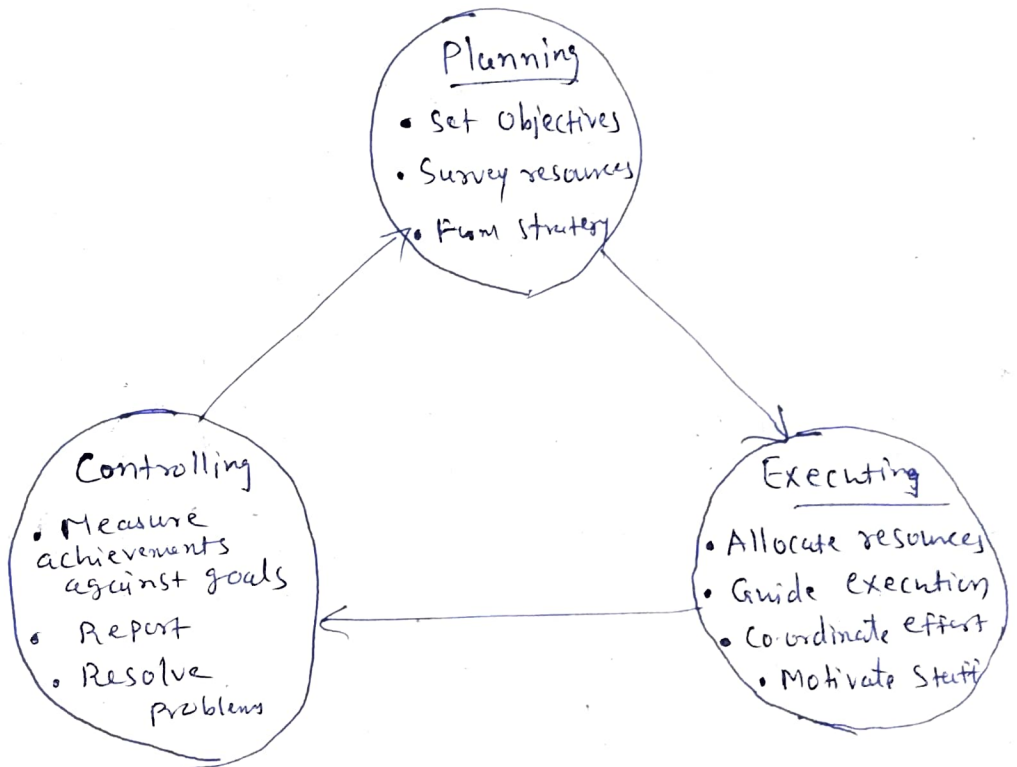 Planning
• Set Objectives
• Survey resources
• Form strategy
Controlling
• Measure
achievements
against goals
• Report
• Resolve
problems
Executing
• Allocate resources
• Guide execution
• Co-ordinate effort
• Motivate Staff